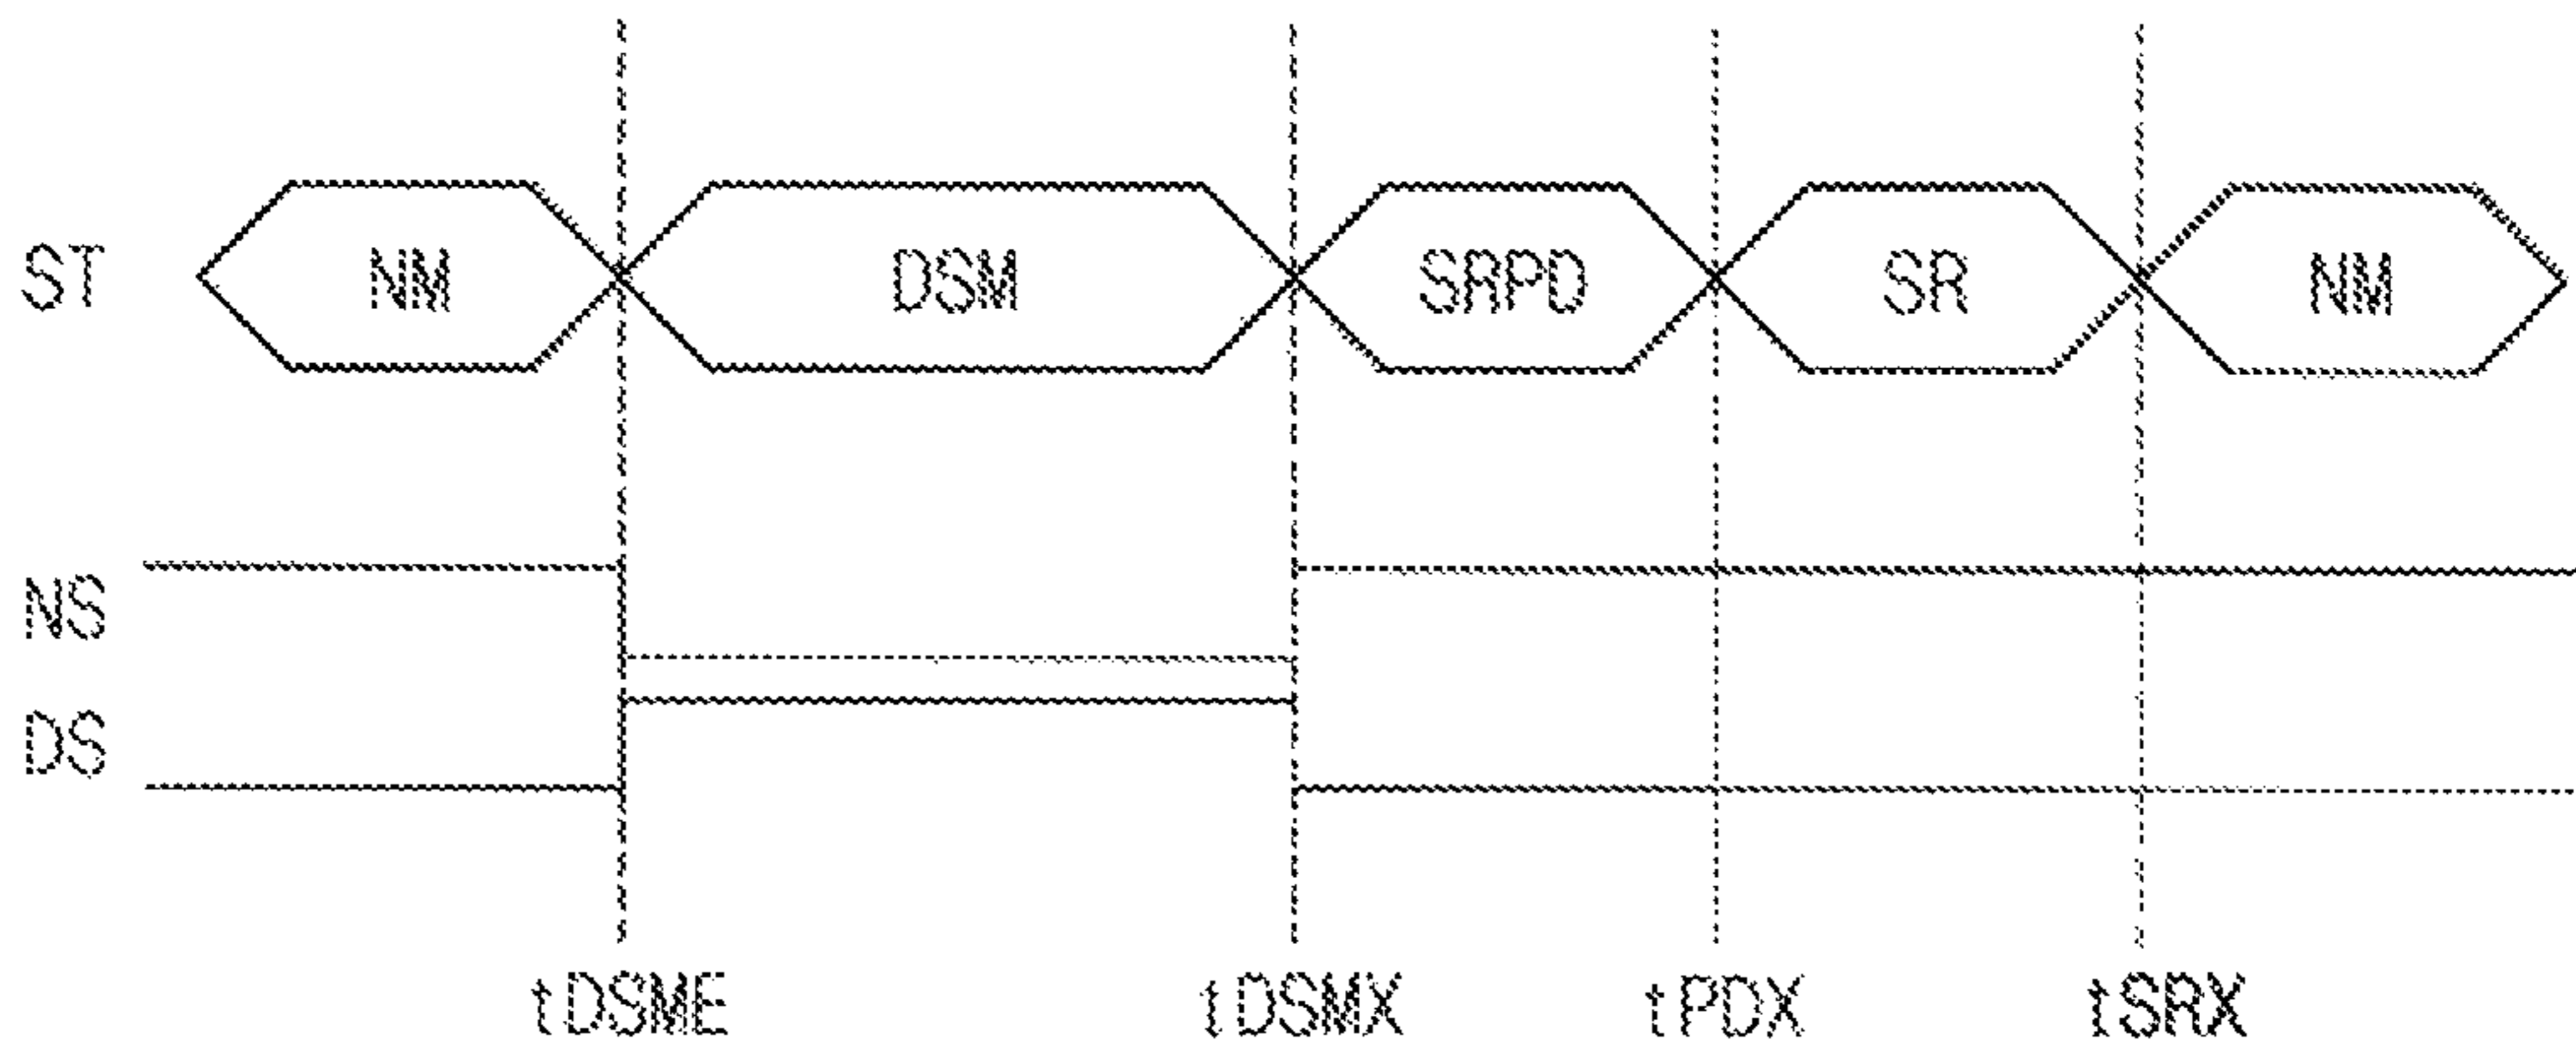 ST NM DSM SRPD SR NM
NS
DS
tDSME tDSMX tPDX tSRX